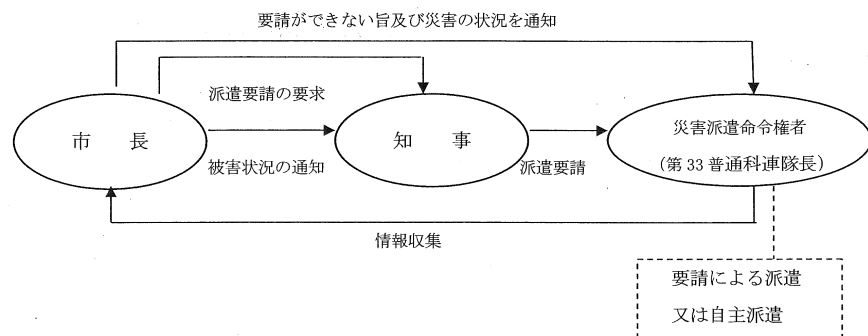 要請ができない旨及び災害の状況を通知
派遣要請の要求
市 長
知 事
災害派遣命令権者
(第 33 普通科連隊長)
被害状況の通知
派遣要請
情報収集
要請による派遣
又は自主派遣